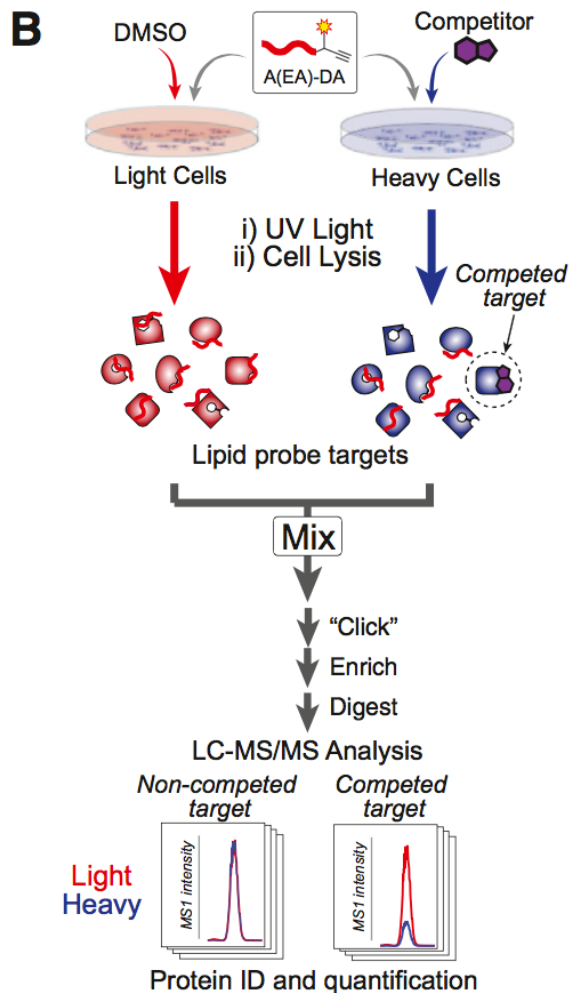 B
DMSO
A(EA)-DA
Competitor
Light Cells
Heavy Cells
i) UV Light
ii) Cell Lysis
Competed
target
Lipid probe targets
Mix
“Click”
Enrich
Digest
LC-MS/MS Analysis
Non-competed
target
Competed
target
Light
Heavy
MS1 intensity
MS1 intensity
Protein ID and quantification